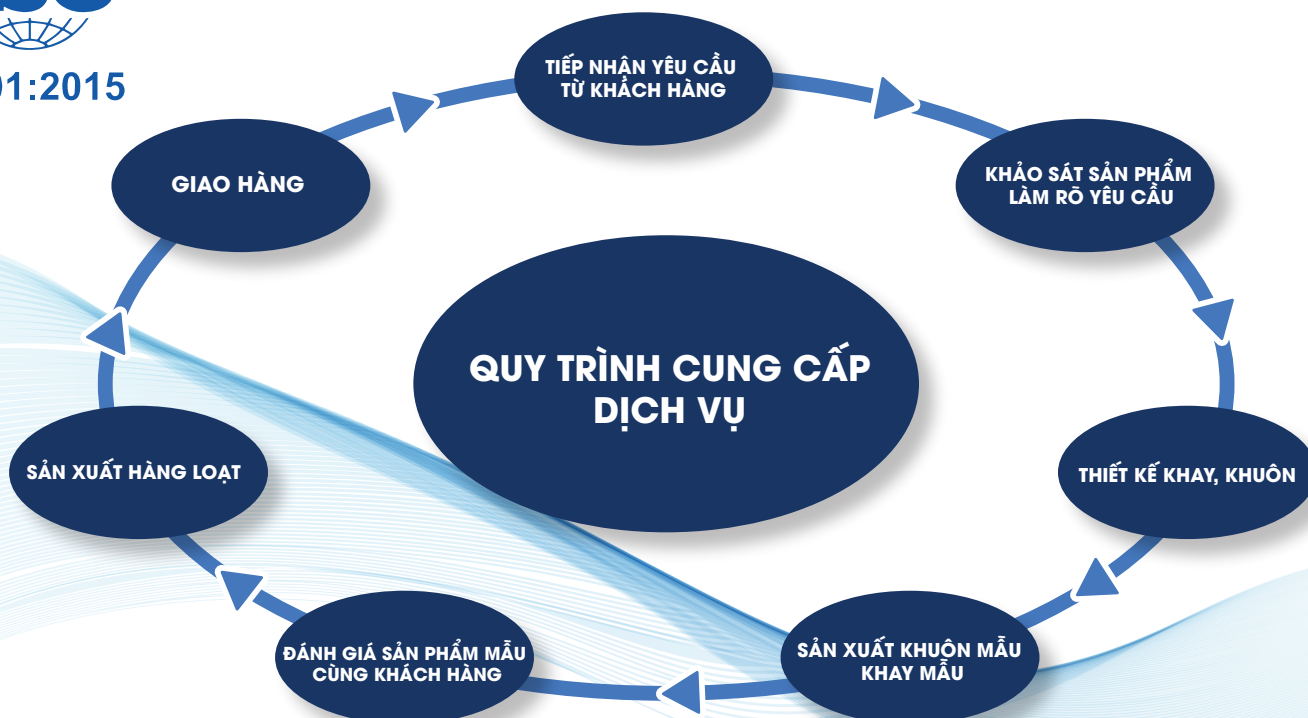 01:2015
TIẾP NHẬN YÊU CẦU
TỪ KHÁCH HÀNG
GIAO HÀNG
KHẢO SÁT SẢN PHẨM
LÀM RÕ YÊU CẦU
QUY TRÌNH CUNG CẤP
DỊCH VỤ
SẢN XUẤT HÀNG LOẠT
THIẾT KẾ KHAY, KHUÔN
ĐÁNH GIÁ SẢN PHẨM MẪU
CÙNG KHÁCH HÀNG
SẢN XUẤT KHUÔN MẪU
KHAY MẪU